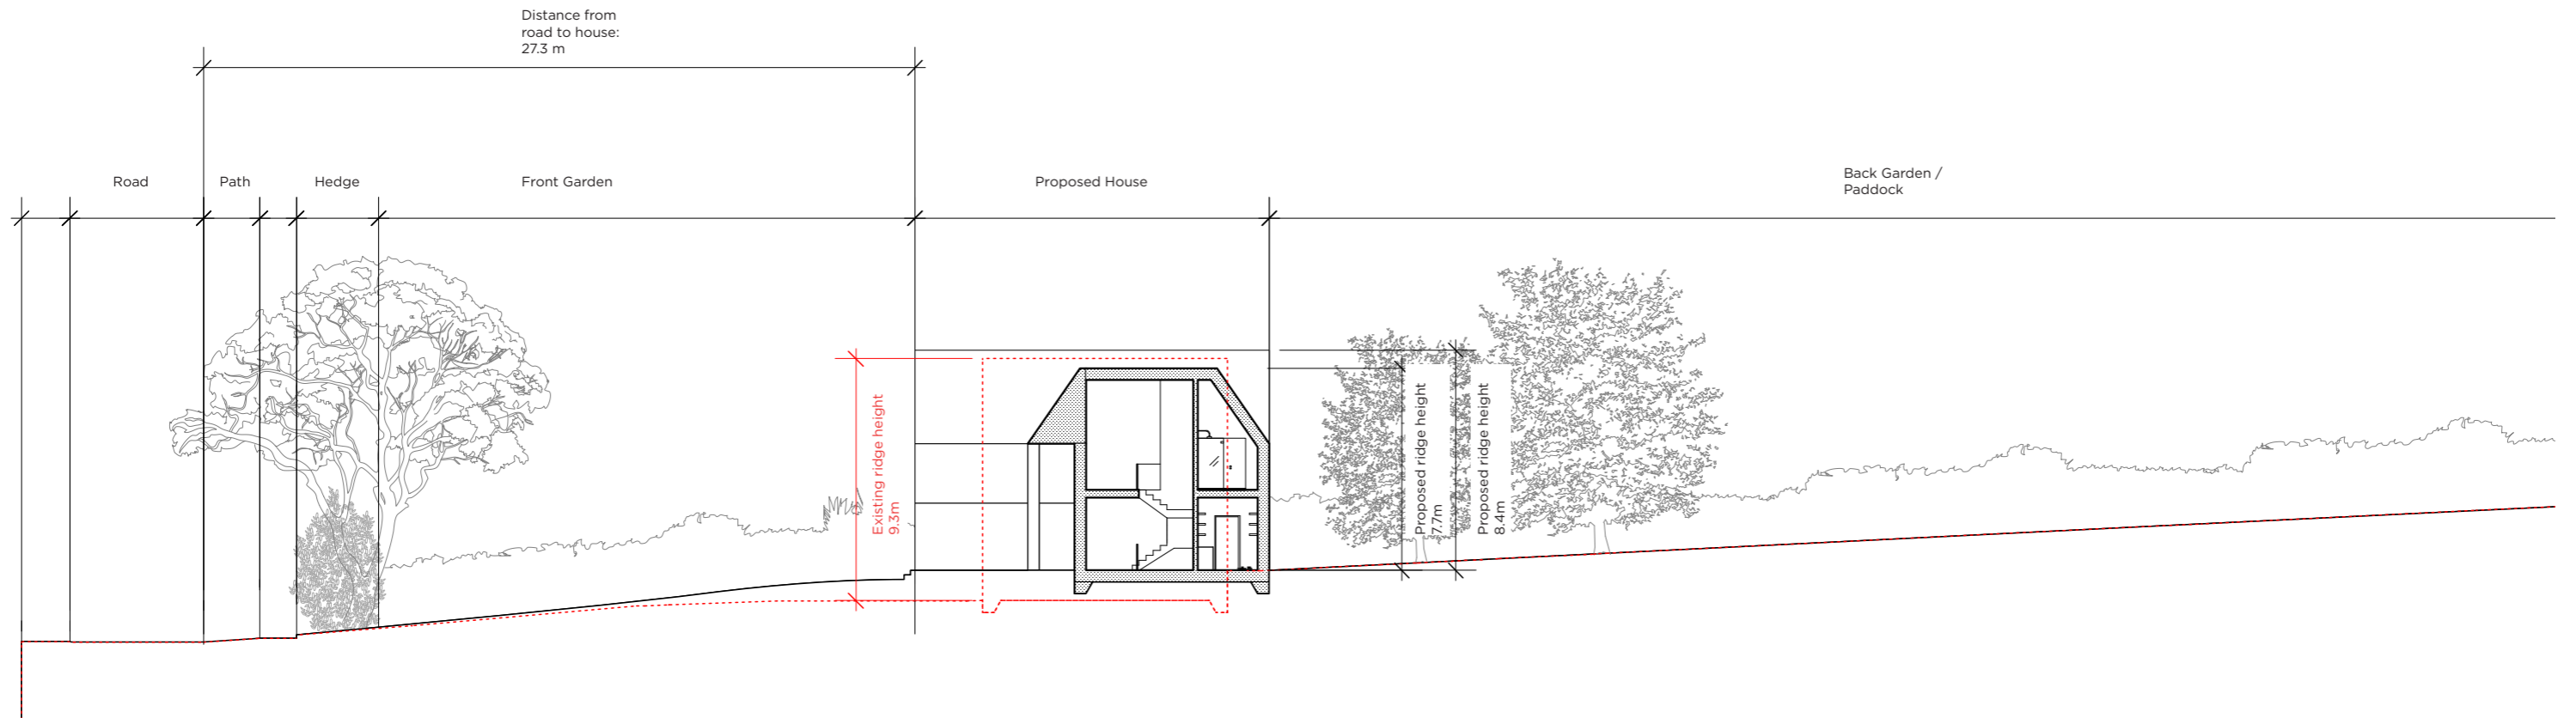 Distance from
road to house:
27.3 m
Road
Path
Hedge
Front Garden
Proposed House
Back Garden /
Paddock
Existing ridge height
9.3m
Proposed ridge height
7.7m
Proposed ridge height
8.4m